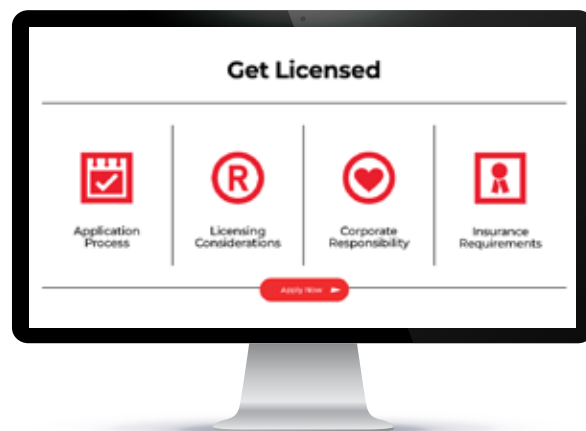 Get Licensed
Application
Process
R
Licensing
Considerations
Corporate
Responsibility
Insurance
Requirements
Apply Now